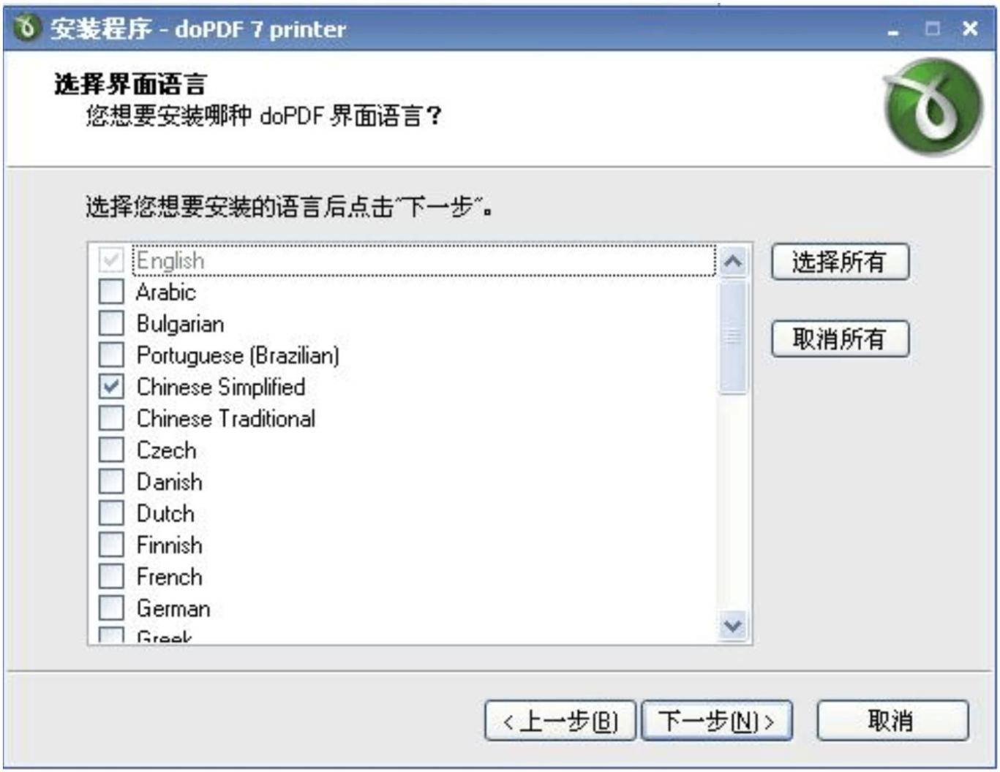 安装程序 - doPDF 7 printer
选择界面语言
您想要安装哪种 doPDF 界面语言？
选择您想要安装的语言后点击“下一步”。
English
选择所有
Arabic
Bulgarian
取消所有
Portuguese (Brazilian)
Chinese Simplified
Chinese Traditional
Czech
Danish
Dutch
Finnish
French
German
Greek
< 上一步(B)
下一步(N) >
取消